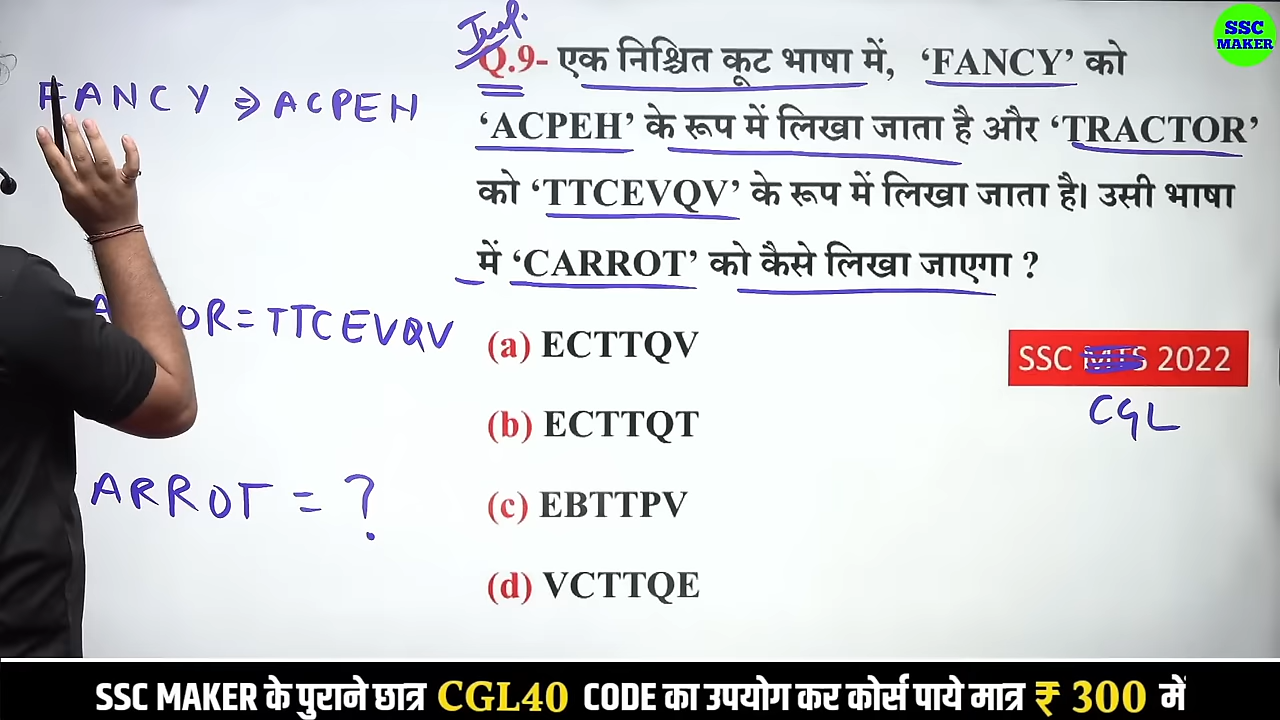 SSC
MAKER
Imp.
Q.9- एक निश्चित कूट भाषा में, ‘FANCY’ को
‘ACPEH’ के रूप में लिखा जाता है और ‘TRACTOR’
को ‘TTCEVQV’ के रूप में लिखा जाता है। उसी भाषा
में ‘CARROT’ को कैसे लिखा जाएगा ?
(a) ECTTQV
(b) ECTTQT
(c) EBTTPV
(d) VCTTQE
SSC MTS 2022
CGL
FANCY ⇒ ACPEH
OR = TTCEVQV
ARROT = ?
SSC MAKER के पुराने छात्र CGL40 CODE का उपयोग कर कोर्स पाये मात्र ₹ 300 में